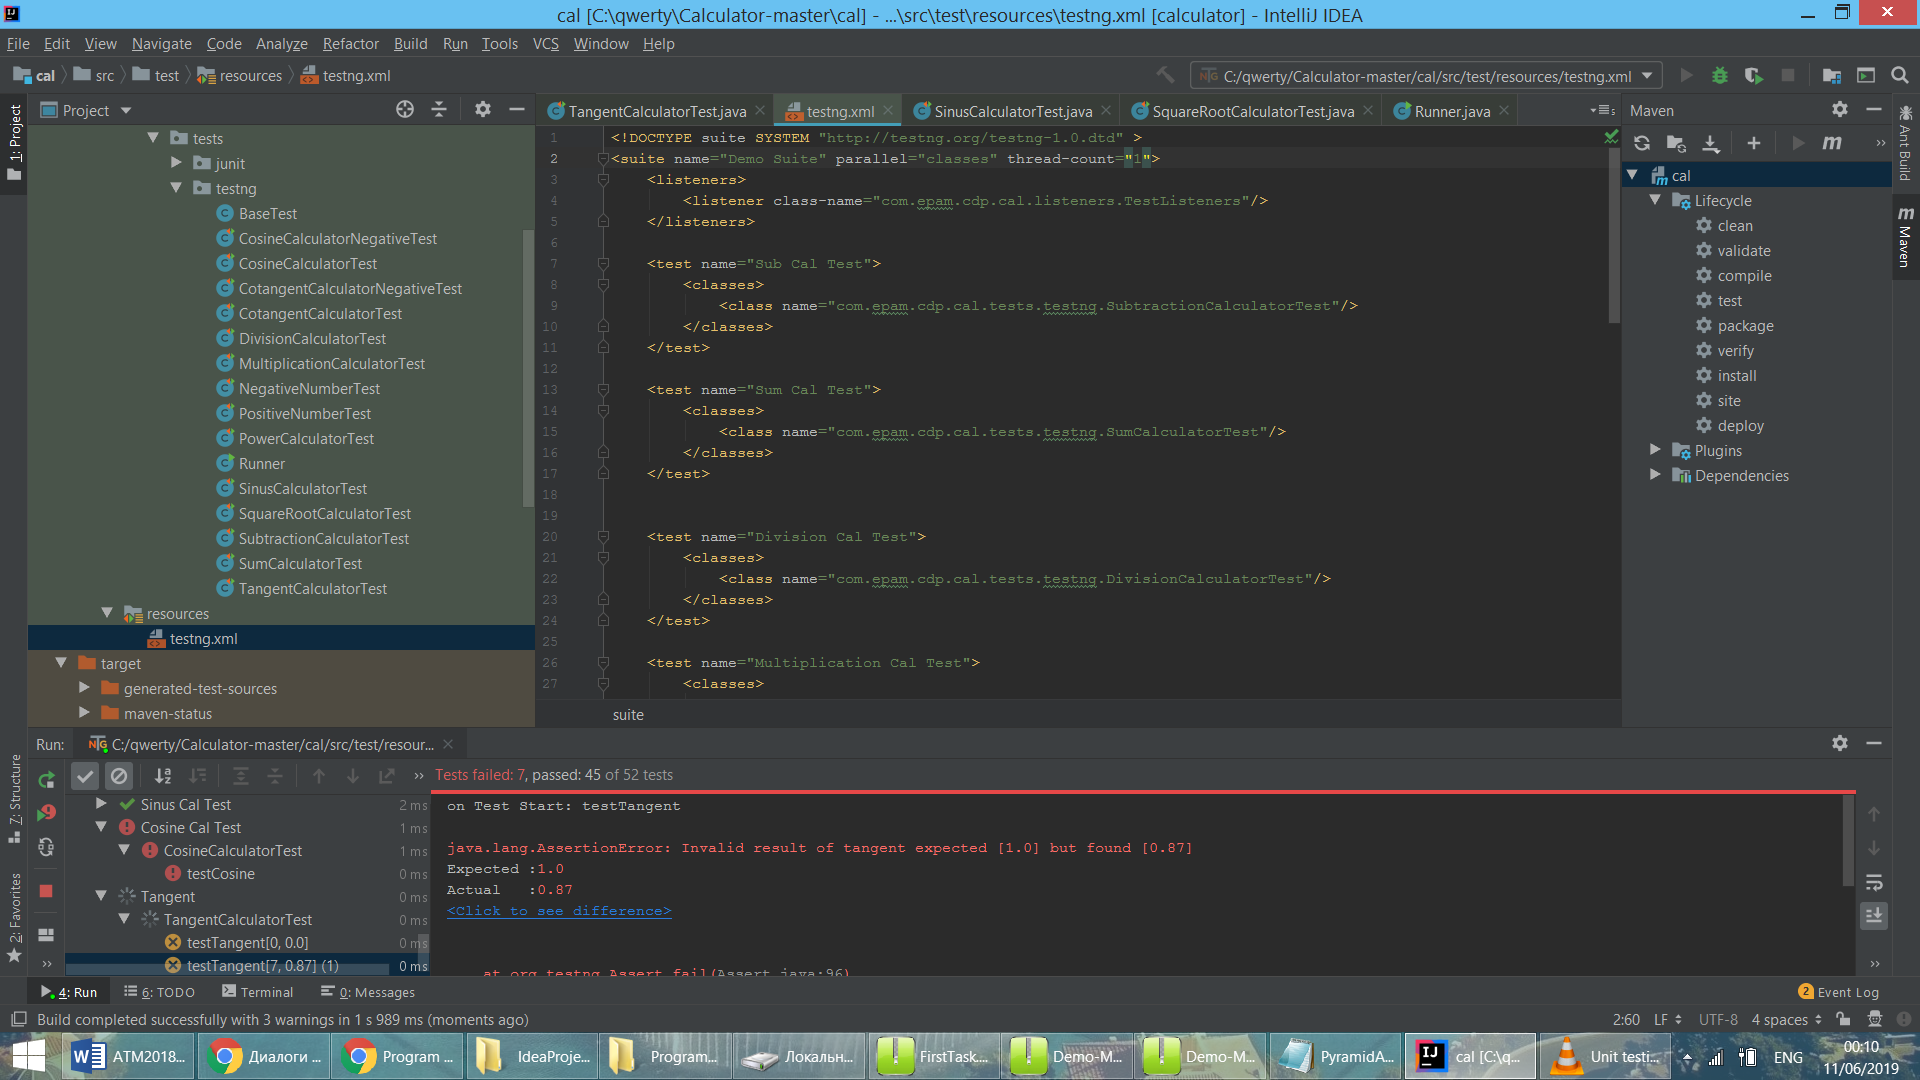 cal [C:\qwerty\Calculator-master\cal] - ...\src\test\resources\testng.xml [calculator] - IntelliJ IDEA
File Edit View Navigate Code Analyze Refactor Build Run Tools VCS Window Help
cal src test resources testng.xml
C:/qwerty/Calculator-master/cal/src/test/resources/testng.xml
Project
TangentCalculatorTest.java testng.xml SinusCalculatorTest.java SquareRootCalculatorTest.java Runner.java
Maven
1: Project
tests
junit
testng
BaseTest
CosineCalculatorNegativeTest
CosineCalculatorTest
CotangentCalculatorNegativeTest
CotangentCalculatorTest
DivisionCalculatorTest
MultiplicationCalculatorTest
NegativeNumberTest
PositiveNumberTest
PowerCalculatorTest
Runner
SinusCalculatorTest
SquareRootCalculatorTest
SubtractionCalculatorTest
SumCalculatorTest
TangentCalculatorTest
resources
testng.xml
target
generated-test-sources
maven-status
1 <!DOCTYPE suite SYSTEM "http://testng.org/testng-1.0.dtd" >
2 <suite name="Demo Suite" parallel="classes" thread-count="1">
3 <listeners>
4 <listener class-name="com.epam.cdp.cal.listeners.TestListeners"/>
5 </listeners>
6
7 <test name="Sub Cal Test">
8 <classes>
9 <class name="com.epam.cdp.cal.tests.testng.SubtractionCalculatorTest"/>
10 </classes>
11 </test>
12
13 <test name="Sum Cal Test">
14 <classes>
15 <class name="com.epam.cdp.cal.tests.testng.SumCalculatorTest"/>
16 </classes>
17 </test>
18
19
20 <test name="Division Cal Test">
21 <classes>
22 <class name="com.epam.cdp.cal.tests.testng.DivisionCalculatorTest"/>
23 </classes>
24 </test>
25
26 <test name="Multiplication Cal Test">
27 <classes>
suite
cal
Lifecycle
clean
validate
compile
test
package
verify
install
site
deploy
Plugins
Dependencies
Ant Build
Maven
Run: C:/qwerty/Calculator-master/cal/src/test/resour...
Tests failed: 7, passed: 45 of 52 tests
Sinus Cal Test 2 ms
Cosine Cal Test 1 ms
CosineCalculatorTest 1 ms
testCosine 0 ms
Tangent 0 ms
TangentCalculatorTest 0 ms
testTangent[0, 0.0] 0 ms
testTangent[7, 0.87] (1) 0 ms
on Test Start: testTangent
java.lang.AssertionError: Invalid result of tangent expected [1.0] but found [0.87]
Expected :1.0
Actual :0.87
<Click to see difference>
at org.testng.Assert.fail(Assert.java:96)
7: Structure
2: Favorites
4: Run 6: TODO Terminal 0: Messages
2 Event Log
Build completed successfully with 3 warnings in 1 s 989 ms (moments ago)
2:60 LF UTF-8 4 spaces
ATM2018... Диалоги ... Program ... IdeaProje... Program... Локальн... FirstTask.... Demo-M... Demo-M... PyramidA... cal [C:\q... Unit testi... ENG
00:10
11/06/2019